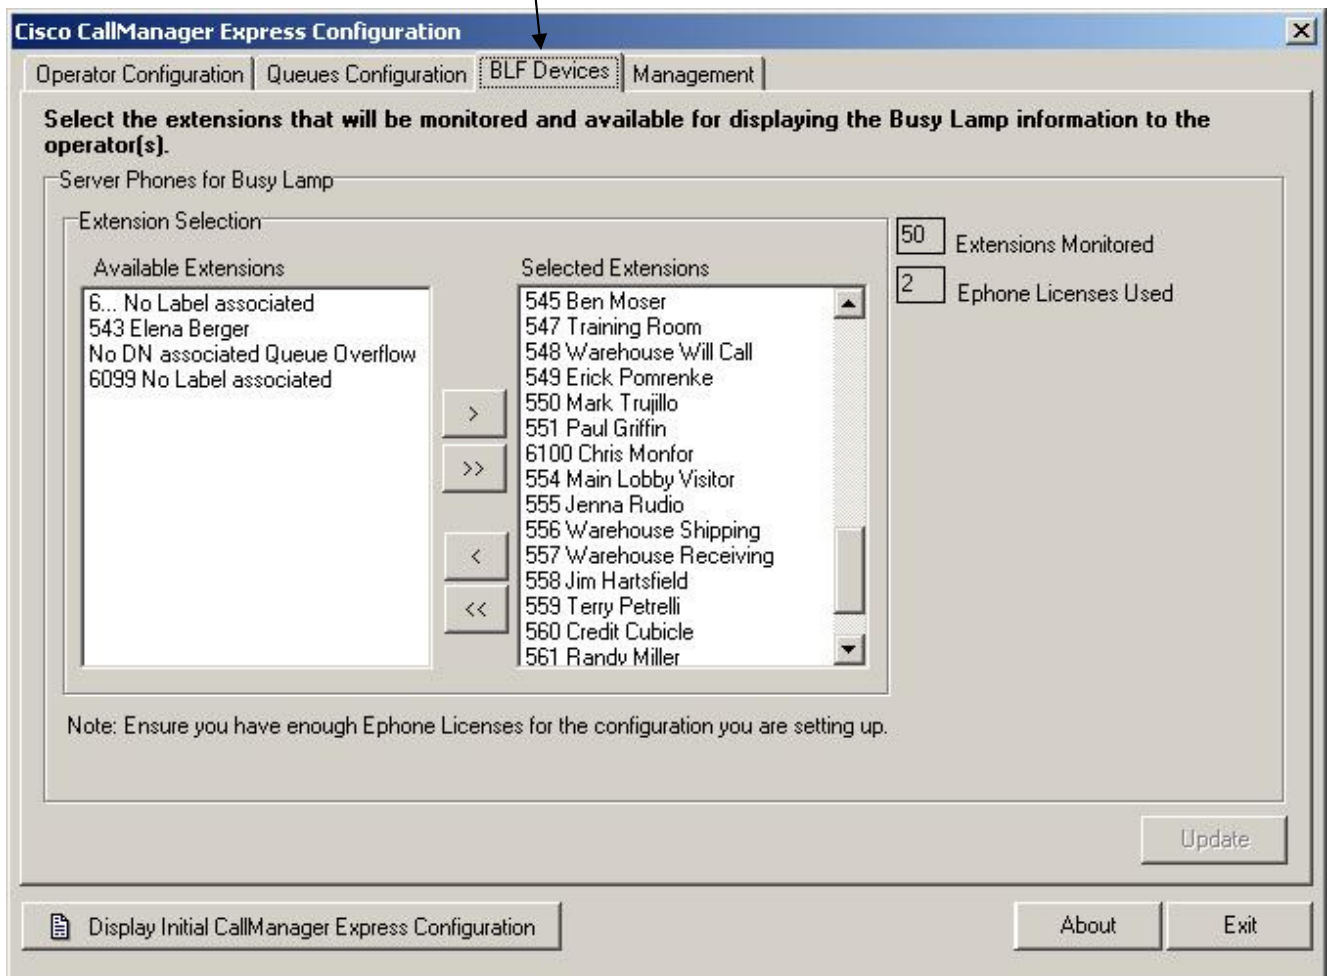 Cisco CallManager Express Configuration
Operator Configuration
Queues Configuration
BLF Devices
Management
Select the extensions that will be monitored and available for displaying the Busy Lamp information to the
operator(s).
Server Phones for Busy Lamp
Extension Selection
Available Extensions
6... No Label associated
543 Elena Berger
No DN associated Queue Overflow
6099 No Label associated
>
>>
<
<<
Selected Extensions
545 Ben Moser
547 Training Room
548 Warehouse Will Call
549 Erick Pomrenke
550 Mark Trujillo
551 Paul Griffin
6100 Chris Monfor
554 Main Lobby Visitor
555 Jenna Rudio
556 Warehouse Shipping
557 Warehouse Receiving
558 Jim Hartsfield
559 Terry Petrelli
560 Credit Cubicle
561 Randy Miller
50 Extensions Monitored
2 Ephone Licenses Used
Note: Ensure you have enough Ephone Licenses for the configuration you are setting up.
Update
Display Initial CallManager Express Configuration
About
Exit